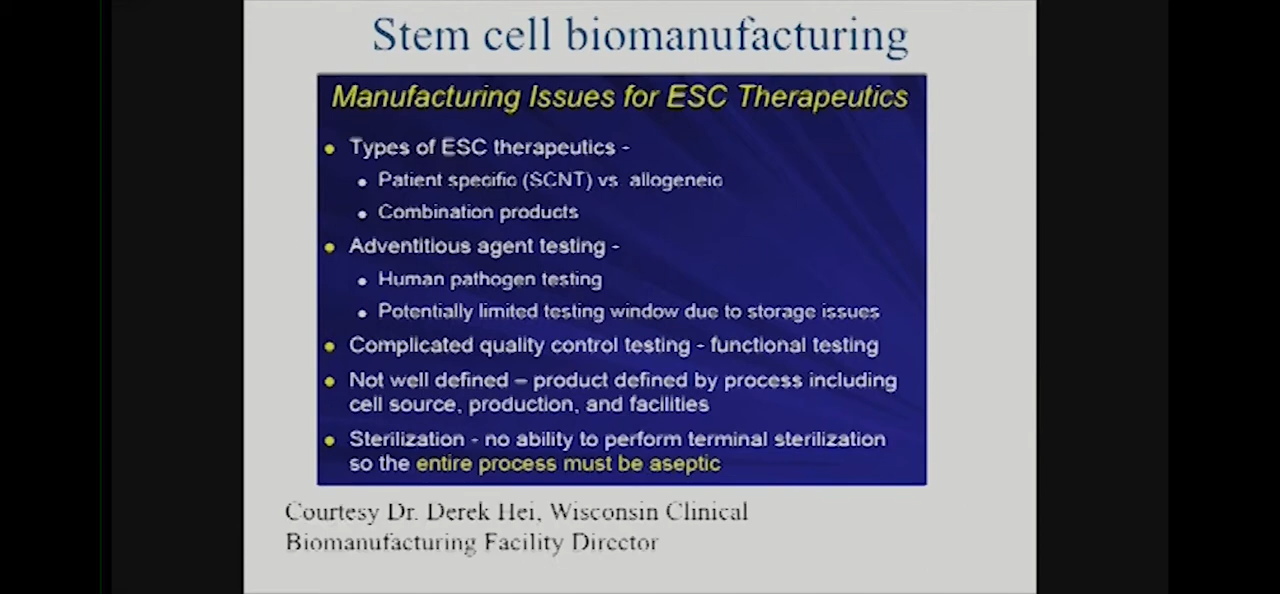 Stem cell biomanufacturing
Manufacturing Issues for ESC Therapeutics
Types of ESC therapeutics -
Patient specific (SCNT) vs allogeneic
Combination products
Adventitious agent testing -
Human pathogen testing
Potentially limited testing window due to storage issues
Complicated quality control testing - functional testing
Not well defined – product defined by process including
cell source, production, and facilities
Sterilization - no ability to perform terminal sterilization
so the entire process must be aseptic
Courtesy Dr. Derek Hei, Wisconsin Clinical
Biomanufacturing Facility Director